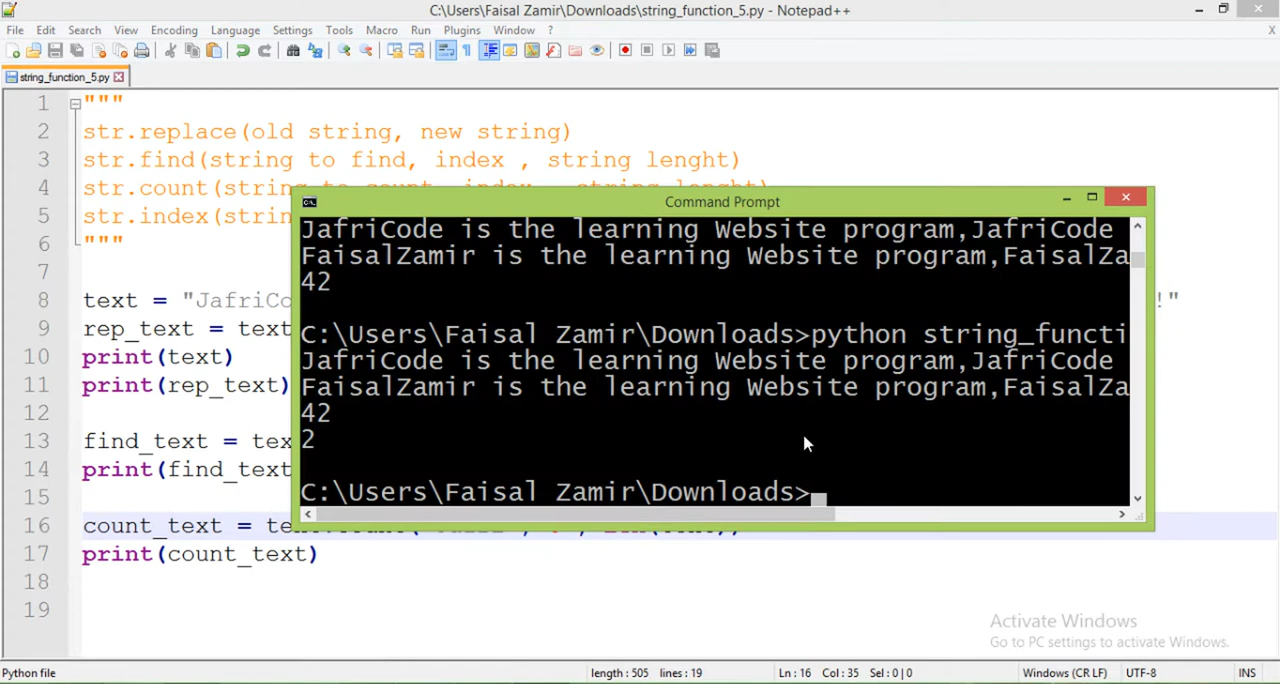 C:\Users\Faisal Zamir\Downloads\string_function_5.py - Notepad++
File Edit Search View Encoding Language Settings Tools Macro Run Plugins Window ? X
string_function_5.py
1 """
2 str.replace(old string, new string)
3 str.find(string to find, index , string lenght)
4 str.count(string to count, index , string lenght)
5 str.index(strin
6 """
7
8 text = "JafriCo !"
9 rep_text = text
10 print(text)
11 print(rep_text)
12
13 find_text = tex
14 print(find_text
15
16 count_text =
17 print(count_text)
18
19
Command Prompt
JafriCode is the learning Website program,JafriCode
FaisalZamir is the learning Website program,FaisalZa
42
C:\Users\Faisal Zamir\Downloads>python string_functi
JafriCode is the learning Website program,JafriCode
FaisalZamir is the learning Website program,FaisalZa
42
2
C:\Users\Faisal Zamir\Downloads>
Activate Windows
Go to PC settings to activate Windows.
Python file length : 505 lines : 19 Ln : 16 Col : 35 Sel : 0 | 0 Windows (CR LF) UTF-8 INS